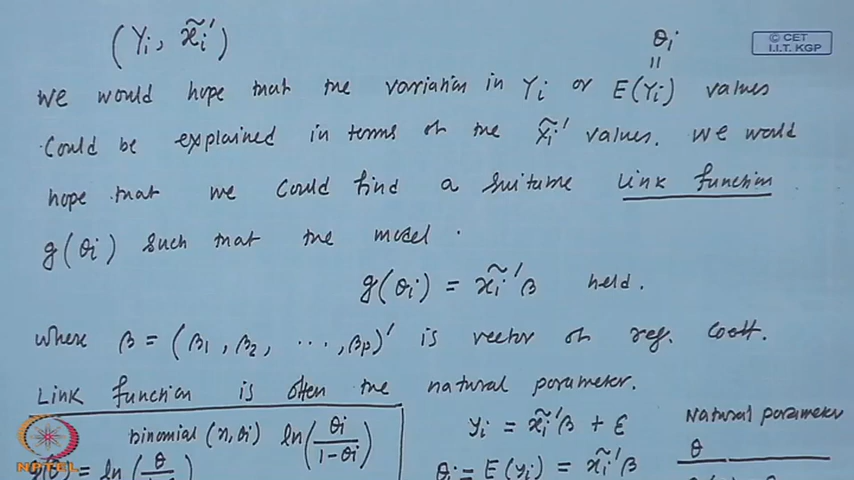 (Yi, x̃i′)
θi
=
© CET
I.I.T. KGP
We would hope that the variation in Yi or E(Yi) values
could be explained in terms of the x̃i′ values. We would
hope that we could find a suitable Link function
g(θi) such that the model.
g(θi) = x̃i′β held.
where β = (β1, β2, ..., βp)′ is vector of reg. coeff.
Link function is often the natural parameter.
binomial (n, θi) ln(θi/1-θi)
yi = x̃i′β + ε
Natural parameter
θ
θi = E(yi) = x̃i′β
NPTEL